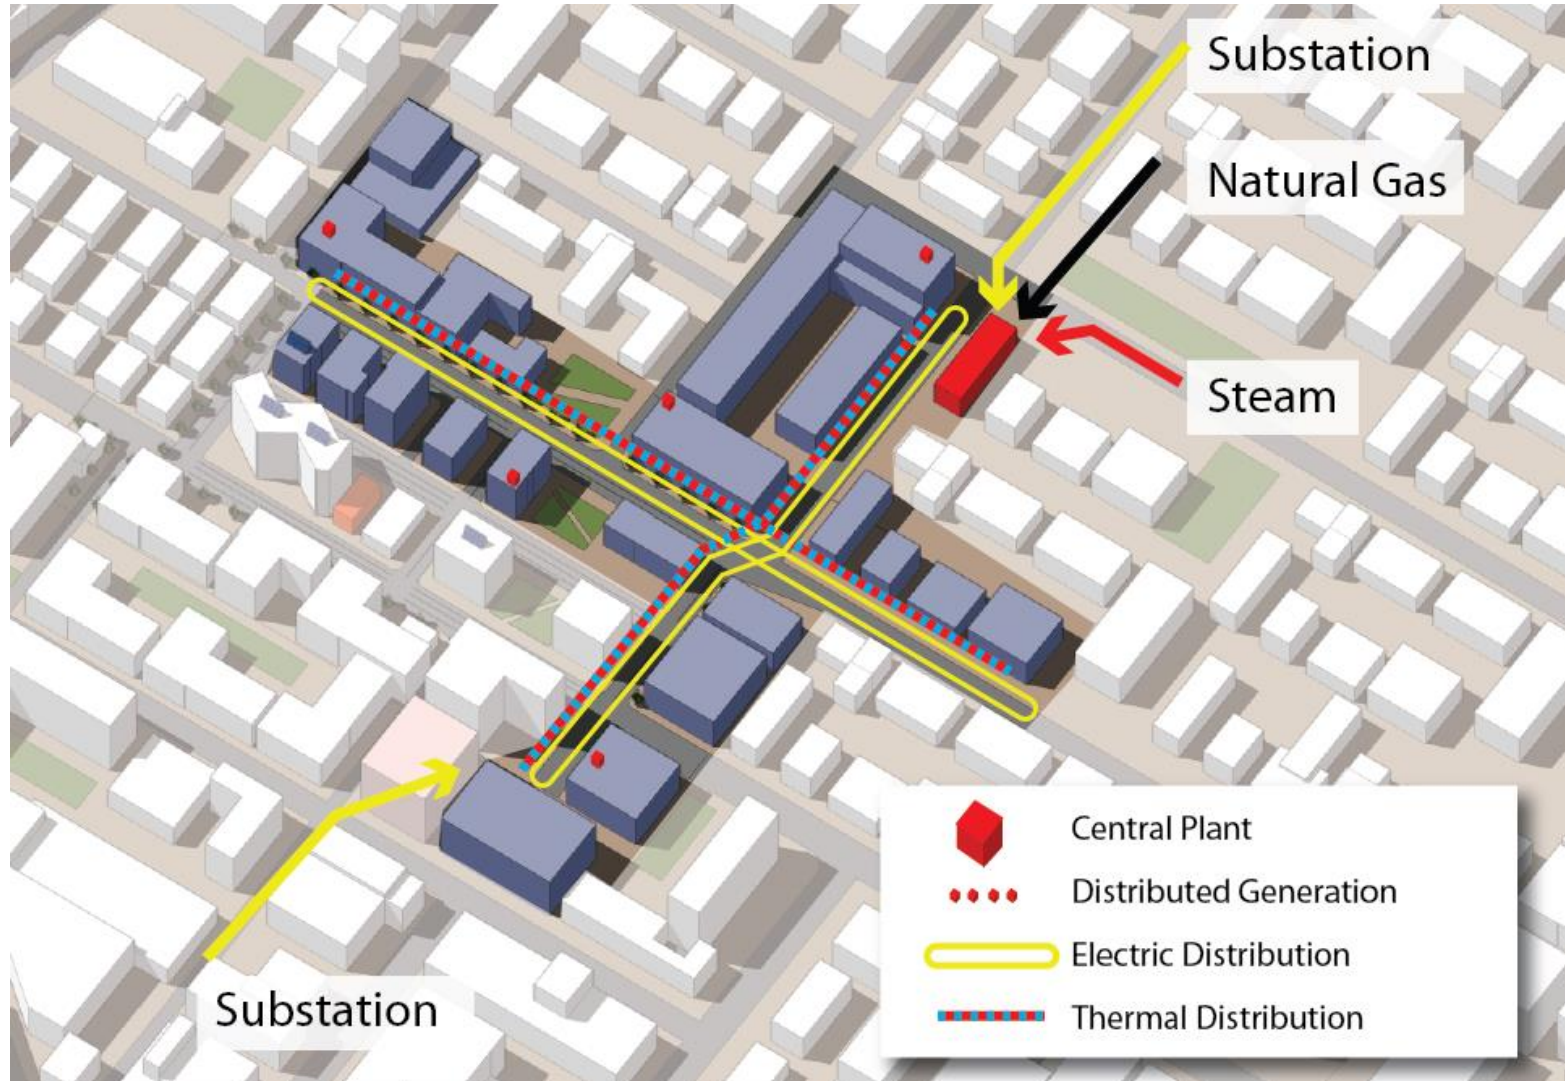 Substation
Natural Gas
Steam
Substation
Central Plant
Distributed Generation
Electric Distribution
Thermal Distribution